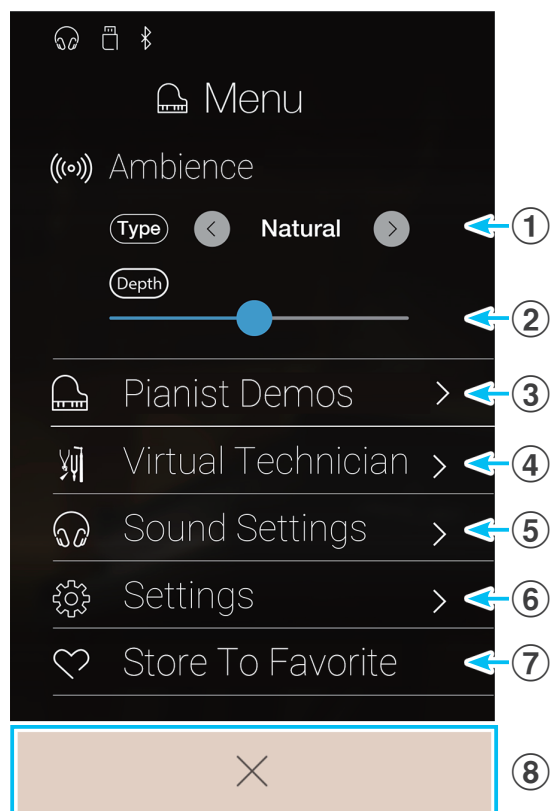 Menu
Ambience
Type Natural ①
Depth
②
Pianist Demos ③
Virtual Technician ④
Sound Settings ⑤
Settings ⑥
Store To Favorite ⑦
⑧